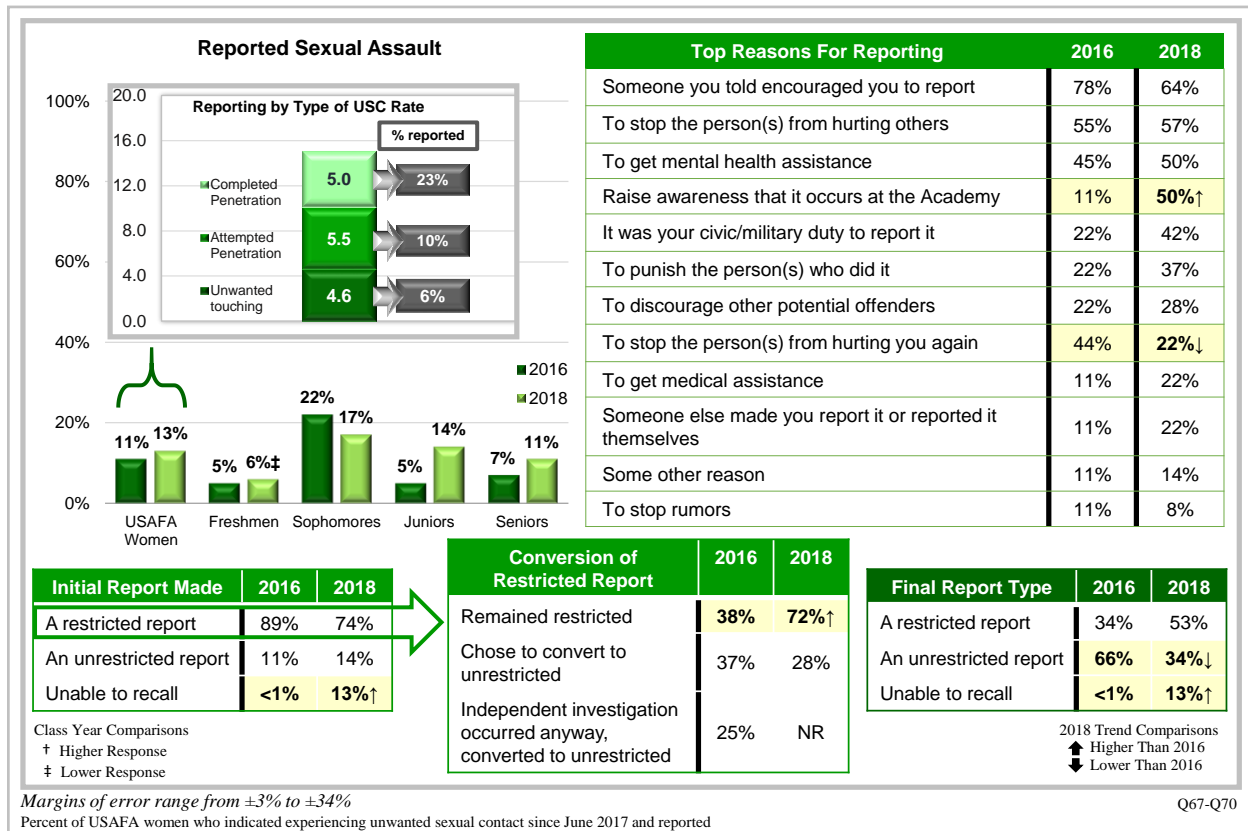 Reported Sexual Assault
100%
80%
60%
40%
20%
0%
20.0
16.0
12.0
8.0
4.0
0.0
Reporting by Type of USC Rate
% reported
Completed
Penetration
5.0
23%
Attempted
Penetration
5.5
10%
Unwanted
touching
4.6
6%
2016
2018
11% 13%
5% 6%‡
22% 17%
5% 14%
7% 11%
USAFA
Women
Freshmen
Sophomores
Juniors
Seniors
Top Reasons For Reporting 2016 2018
Someone you told encouraged you to report 78% 64%
To stop the person(s) from hurting others 55% 57%
To get mental health assistance 45% 50%
Raise awareness that it occurs at the Academy 11% 50%↑
It was your civic/military duty to report it 22% 42%
To punish the person(s) who did it 22% 37%
To discourage other potential offenders 22% 28%
To stop the person(s) from hurting you again 44% 22%↓
To get medical assistance 11% 22%
Someone else made you report it or reported it
themselves 11% 22%
Some other reason 11% 14%
To stop rumors 11% 8%
Initial Report Made 2016 2018
A restricted report 89% 74%
An unrestricted report 11% 14%
Unable to recall <1% 13%↑
Conversion of
Restricted Report 2016 2018
Remained restricted 38% 72%↑
Chose to convert to
unrestricted 37% 28%
Independent investigation
occurred anyway,
converted to unrestricted 25% NR
Final Report Type 2016 2018
A restricted report 34% 53%
An unrestricted report 66% 34%↓
Unable to recall <1% 13%↑
Class Year Comparisons
† Higher Response
‡ Lower Response
2018 Trend Comparisons
🡅 Higher Than 2016
🡇 Lower Than 2016
Margins of error range from ±3% to ±34%
Q67-Q70
Percent of USAFA women who indicated experiencing unwanted sexual contact since June 2017 and reported